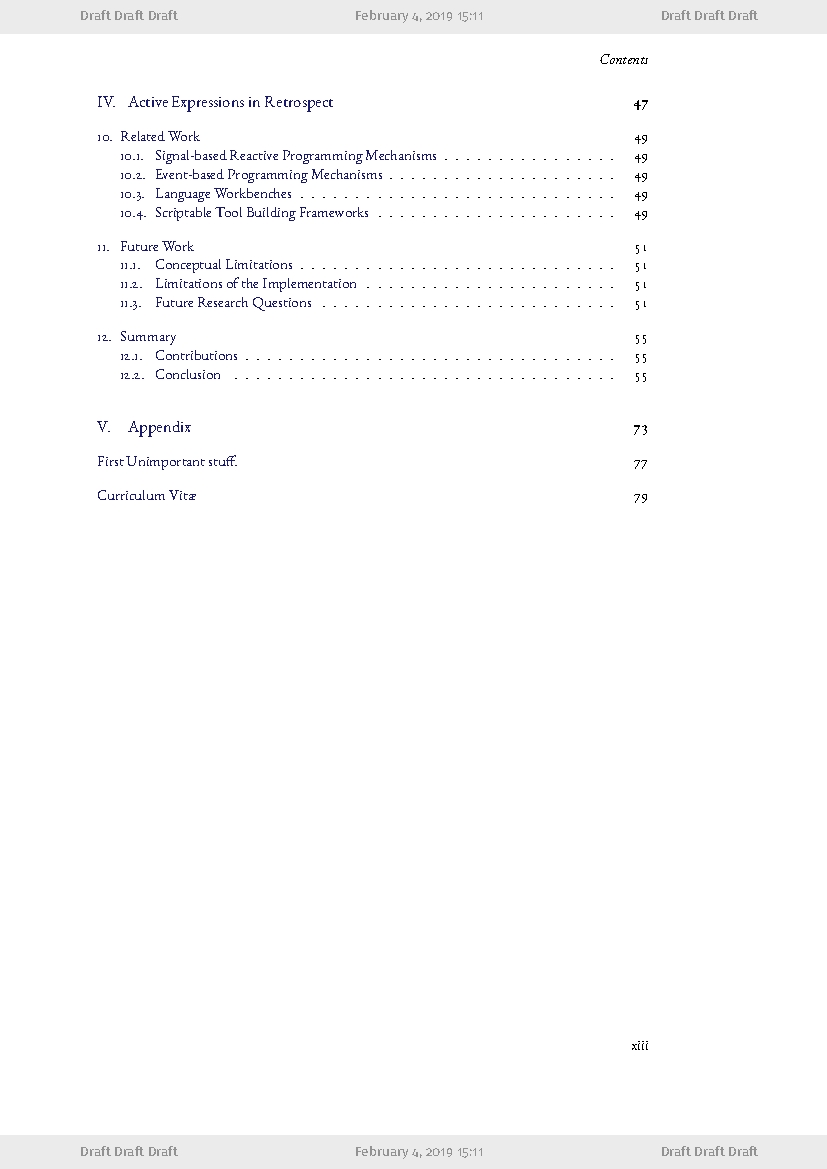 Draft Draft Draft February 4, 2019 15:11 Draft Draft Draft
Contents
IV. Active Expressions in Retrospect 47
10. Related Work 49
10.1. Signal-based Reactive Programming Mechanisms . . . . . . . . . . . . . . . . 49
10.2. Event-based Programming Mechanisms . . . . . . . . . . . . . . . . . . . . . 49
10.3. Language Workbenches . . . . . . . . . . . . . . . . . . . . . . . . . . . . . 49
10.4. Scriptable Tool Building Frameworks . . . . . . . . . . . . . . . . . . . . . . 49
11. Future Work 51
11.1. Conceptual Limitations . . . . . . . . . . . . . . . . . . . . . . . . . . . . . 51
11.2. Limitations of the Implementation . . . . . . . . . . . . . . . . . . . . . . . 51
11.3. Future Research Questions . . . . . . . . . . . . . . . . . . . . . . . . . . . 51
12. Summary 55
12.1. Contributions . . . . . . . . . . . . . . . . . . . . . . . . . . . . . . . . . . 55
12.2. Conclusion . . . . . . . . . . . . . . . . . . . . . . . . . . . . . . . . . . . 55
V. Appendix 73
First Unimportant stuff. 77
Curriculum Vitæ 79
xiii
Draft Draft Draft February 4, 2019 15:11 Draft Draft Draft